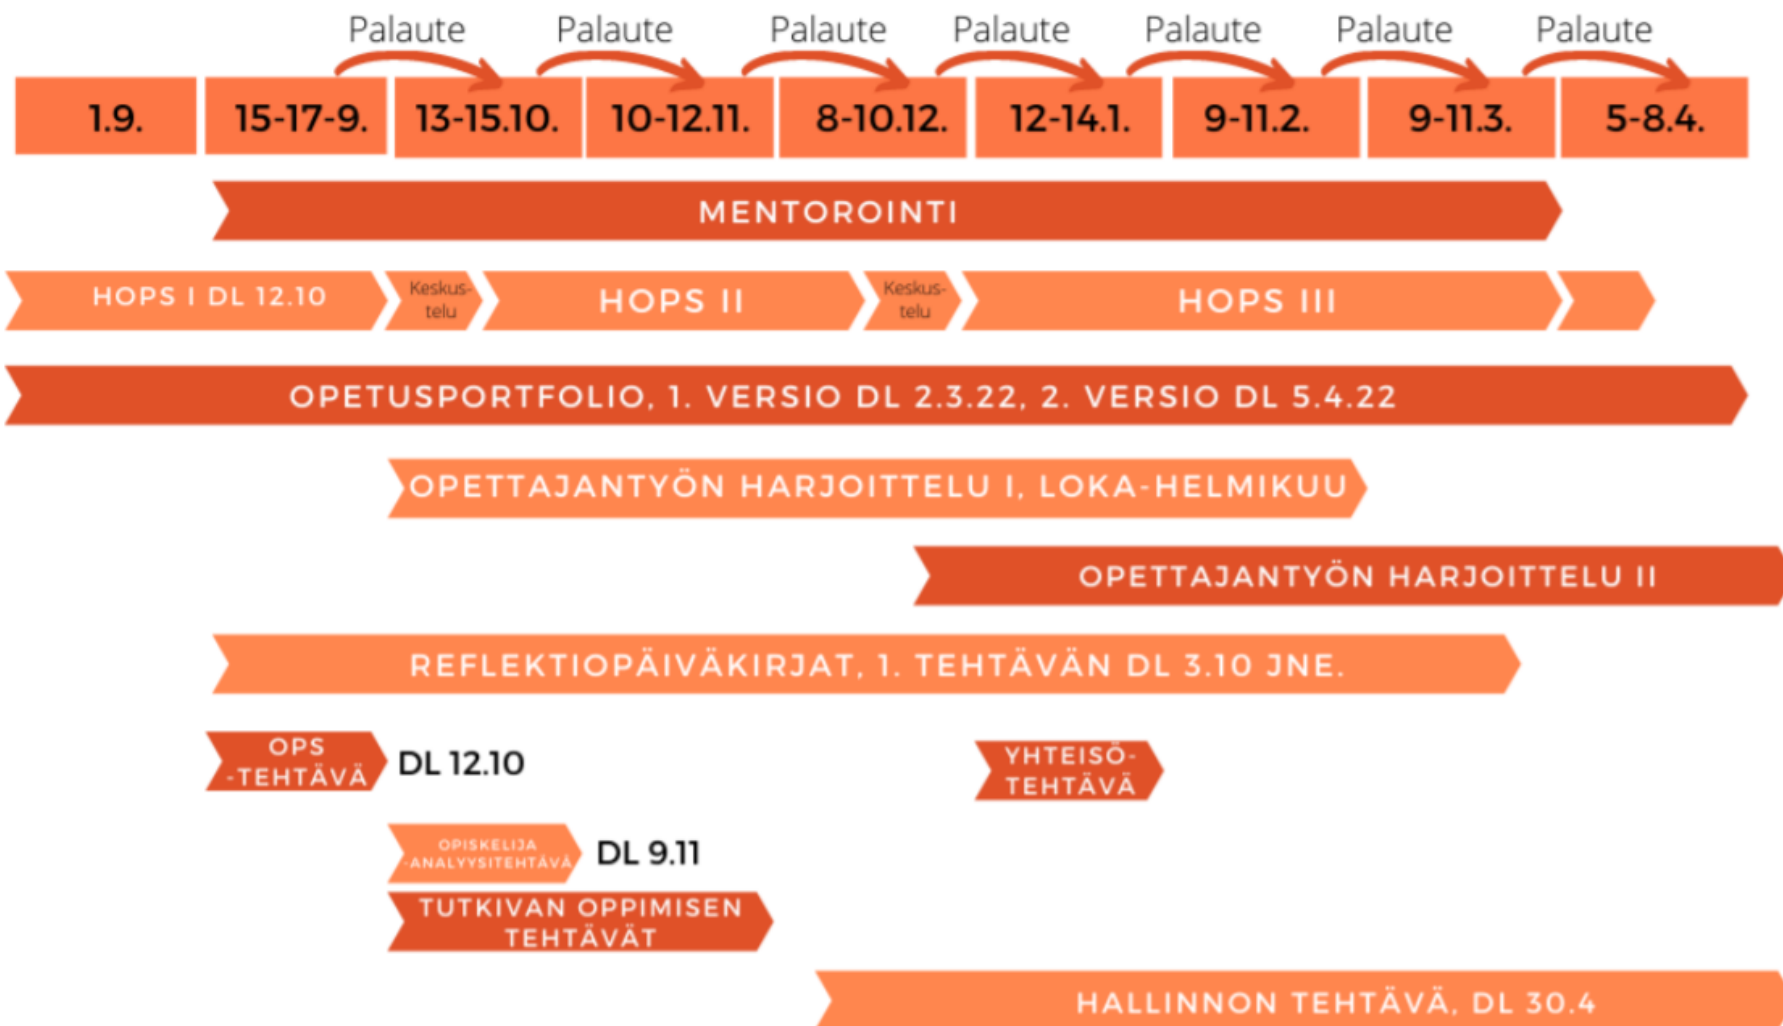 Palaute Palaute Palaute Palaute Palaute Palaute Palaute
1.9. 15-17-9. 13-15.10. 10-12.11. 8-10.12. 12-14.1. 9-11.2. 9-11.3. 5-8.4.
MENTOROINTI
HOPS I DL 12.10
Keskus-
telu
HOPS II
Keskus-
telu
HOPS III
OPETUSPORTFOLIO, 1. VERSIO DL 2.3.22, 2. VERSIO DL 5.4.22
OPETTAJANTYÖN HARJOITTELU I, LOKA-HELMIKUU
OPETTAJANTYÖN HARJOITTELU II
REFLEKTIOPÄIVÄKIRJAT, 1. TEHTÄVÄN DL 3.10 JNE.
OPS
-TEHTÄVÄ
DL 12.10
YHTEISÖ-
TEHTÄVÄ
OPISKELIJA
-ANALYYSITEHTÄVÄ
DL 9.11
TUTKIVAN OPPIMISEN
TEHTÄVÄT
HALLINNON TEHTÄVÄ, DL 30.4